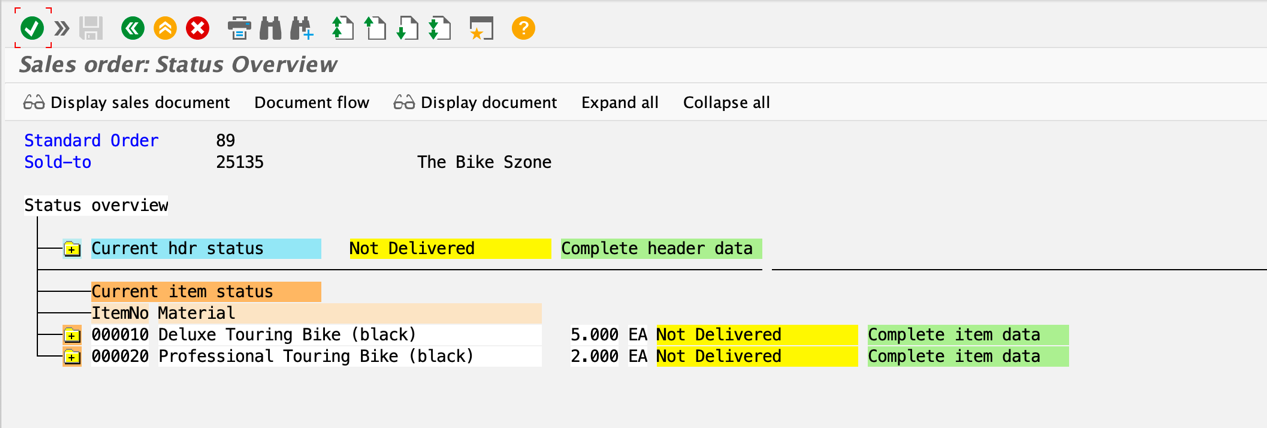 Sales order: Status Overview
Display sales document Document flow Display document Expand all Collapse all
Standard Order 89
Sold-to 25135 The Bike Szone
Status overview
Current hdr status Not Delivered Complete header data
Current item status
ItemNo Material
000010 Deluxe Touring Bike (black) 5.000 EA Not Delivered Complete item data
000020 Professional Touring Bike (black) 2.000 EA Not Delivered Complete item data